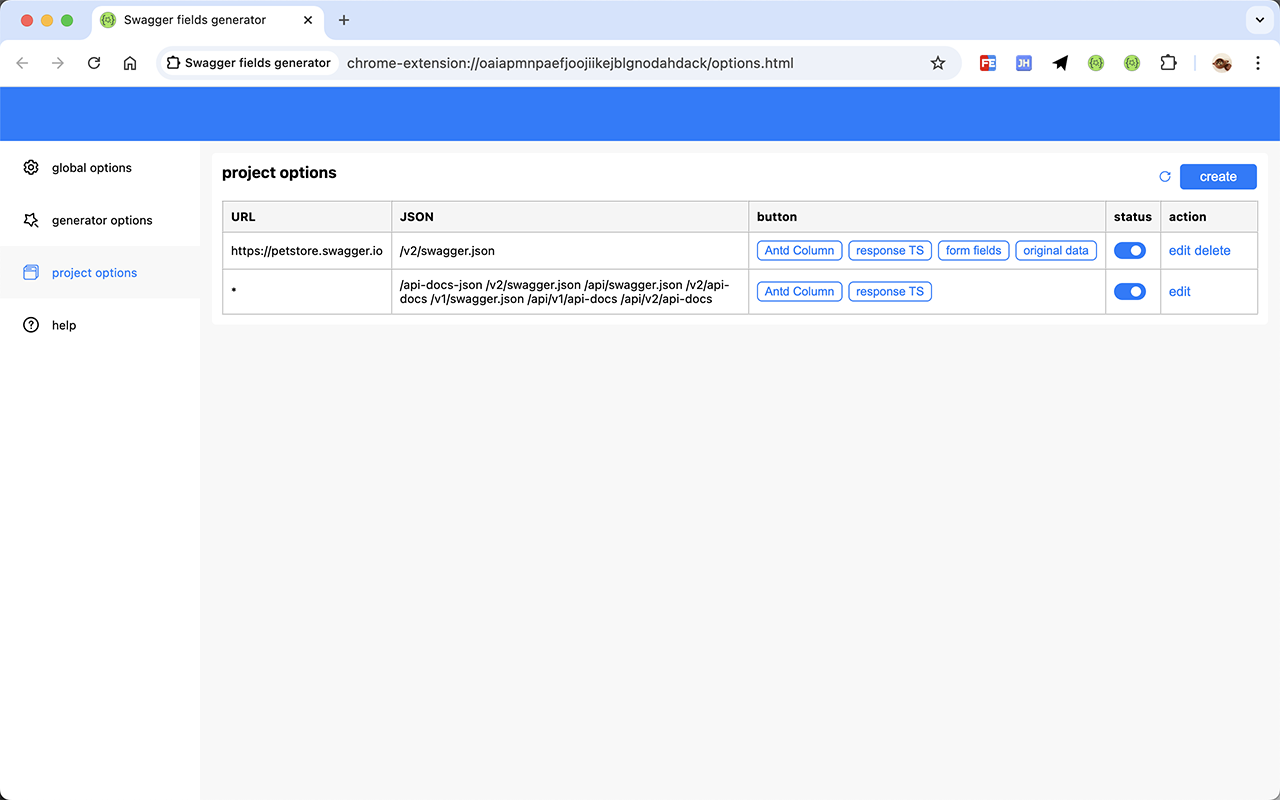 Swagger fields generator
Swagger fields generator
chrome-extension://oaiapmnpaefjoojiikejblgnodahdack/options.html
FE
JH
global options
generator options
project options
help
project options
create
URL JSON button status action
https://petstore.swagger.io /v2/swagger.json Antd Column response TS form fields original data edit delete
* /api-docs-json /v2/swagger.json /api/swagger.json /v2/api-
docs /v1/swagger.json /api/v1/api-docs /api/v2/api-docs Antd Column response TS edit